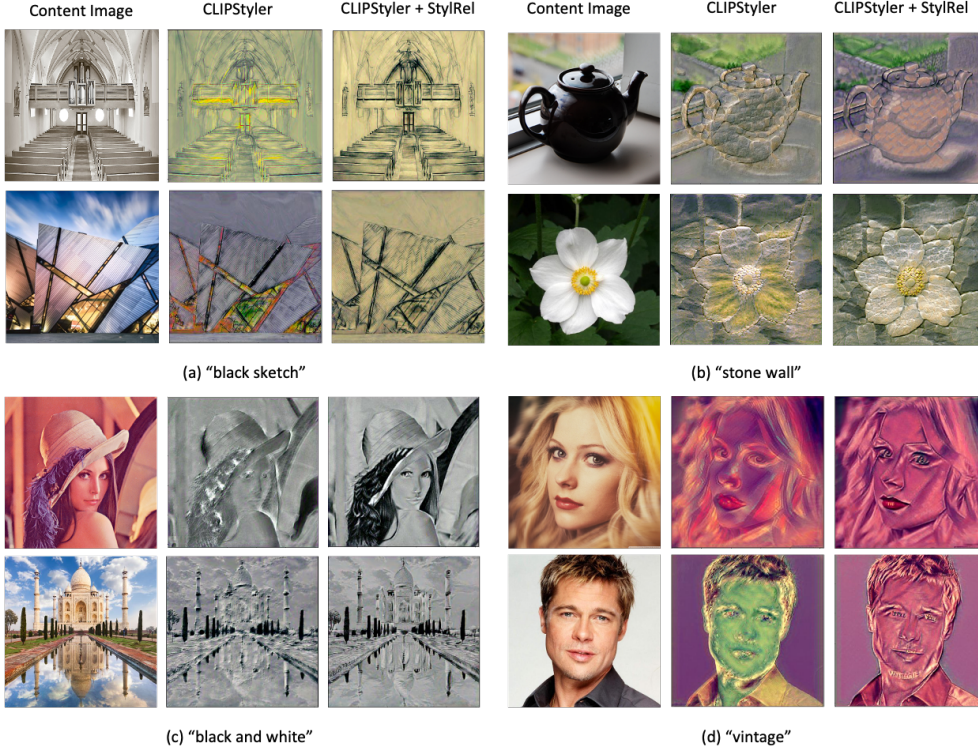 Content Image CLIPStyler CLIPStyler + StylRel Content Image CLIPStyler CLIPStyler + StylRel
(a) “black sketch” (b) “stone wall”
(c) “black and white” (d) “vintage”